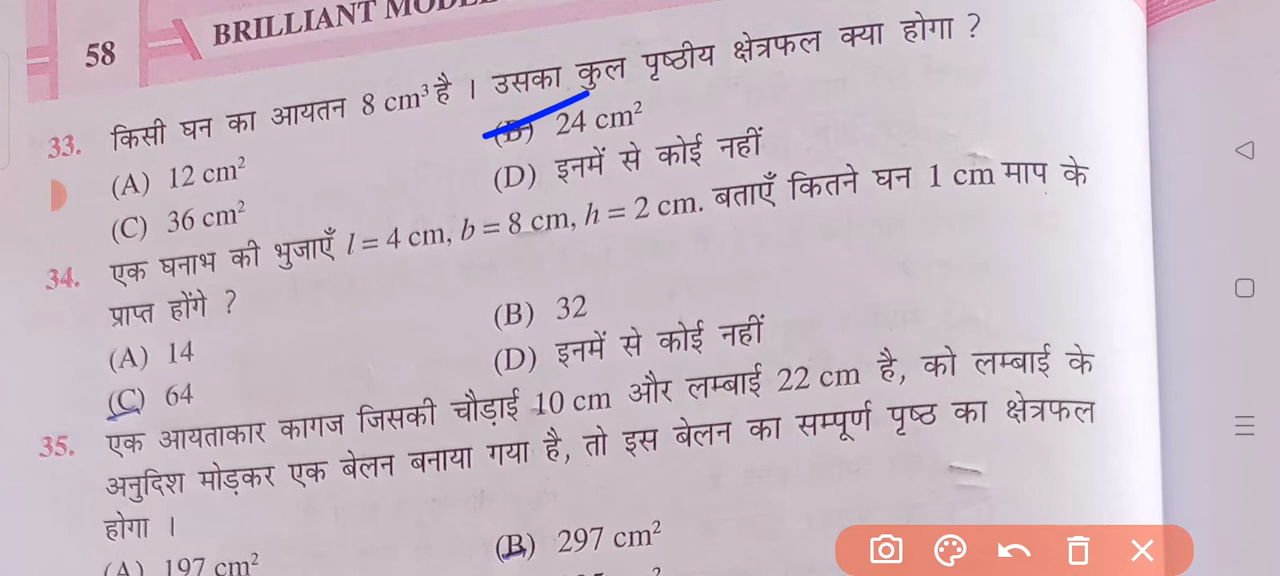 58
BRILLIANT
33. किसी घन का आयतन 8 cm³ है । उसका कुल पृष्ठीय क्षेत्रफल क्या होगा ?
(A) 12 cm² (B) 24 cm²
(C) 36 cm² (D) इनमें से कोई नहीं
34. एक घनाभ की भुजाएँ l = 4 cm, b = 8 cm, h = 2 cm. बताएँ कितने घन 1 cm माप के
प्राप्त होंगे ?
(A) 14 (B) 32
(C) 64 (D) इनमें से कोई नहीं
35. एक आयताकार कागज जिसकी चौड़ाई 10 cm और लम्बाई 22 cm है, को लम्बाई के
अनुदिश मोड़कर एक बेलन बनाया गया है, तो इस बेलन का सम्पूर्ण पृष्ठ का क्षेत्रफल
होगा ।
(A) 197 cm² (B) 297 cm²